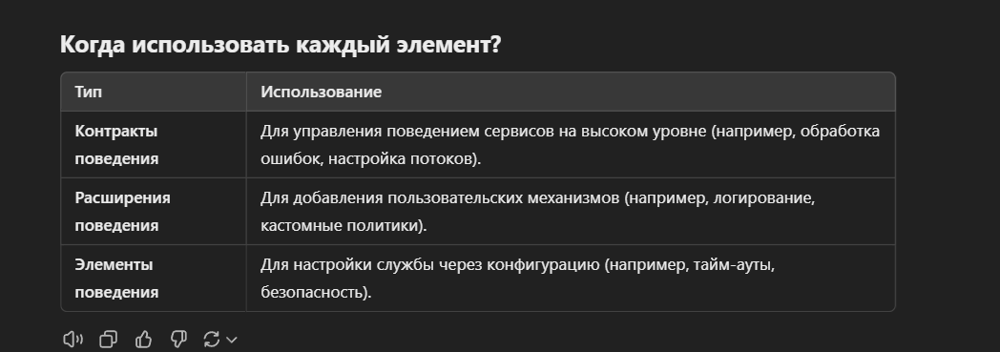 Когда использовать каждый элемент?
Тип
Использование
Контракты
поведения
Для управления поведением сервисов на высоком уровне (например, обработка
ошибок, настройка потоков).
Расширения
поведения
Для добавления пользовательских механизмов (например, логирование,
кастомные политики).
Элементы
поведения
Для настройки службы через конфигурацию (например, тайм-ауты,
безопасность).